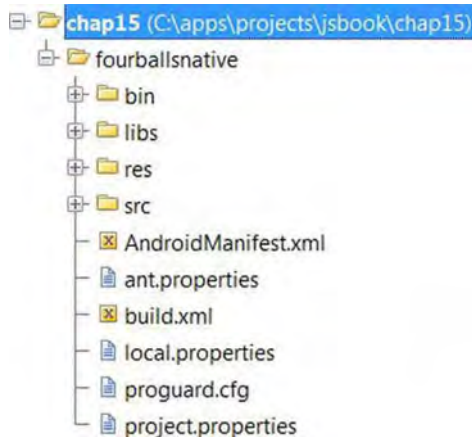 chap15 (C:\apps\projects\jsbook\chap15)
fourballsnative
bin
libs
res
src
AndroidManifest.xml
ant.properties
build.xml
local.properties
proguard.cfg
project.properties